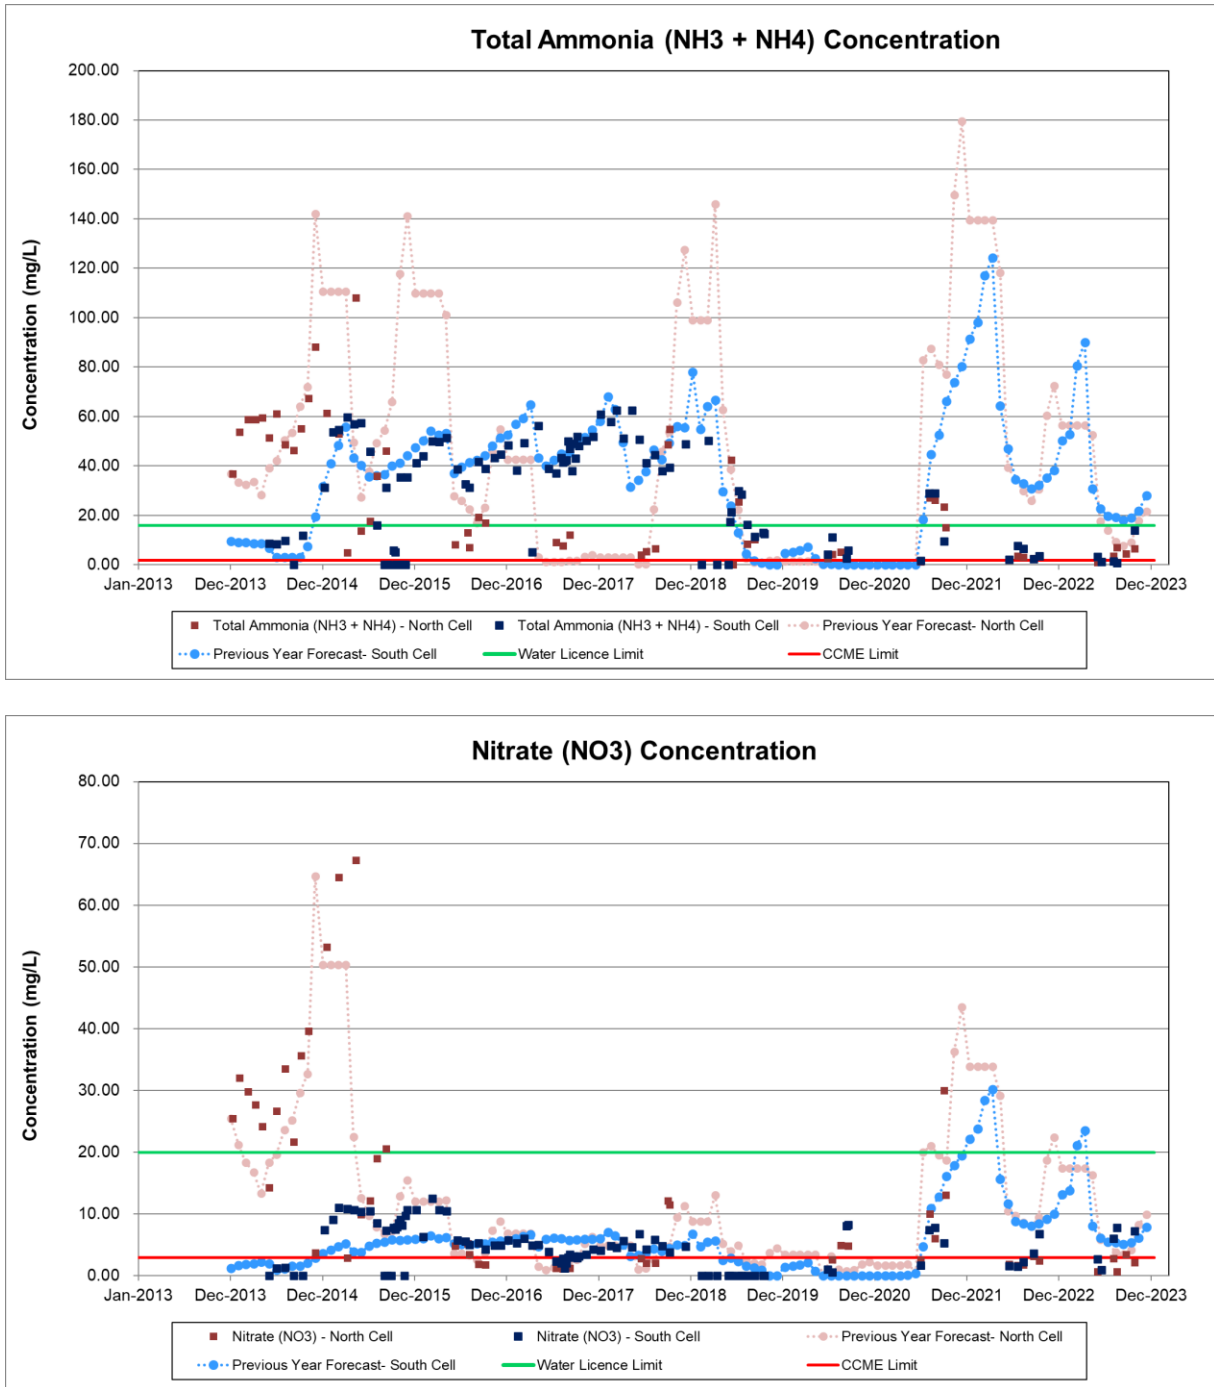 Total Ammonia (NH3 + NH4) Concentration
Concentration (mg/L)
200.00
180.00
160.00
140.00
120.00
100.00
80.00
60.00
40.00
20.00
0.00
Jan-2013 Dec-2013 Dec-2014 Dec-2015 Dec-2016 Dec-2017 Dec-2018 Dec-2019 Dec-2020 Dec-2021 Dec-2022 Dec-2023
Total Ammonia (NH3 + NH4) - North Cell Total Ammonia (NH3 + NH4) - South Cell Previous Year Forecast- North Cell
Previous Year Forecast- South Cell Water Licence Limit CCME Limit
Nitrate (NO3) Concentration
Concentration (mg/L)
80.00
70.00
60.00
50.00
40.00
30.00
20.00
10.00
0.00
Jan-2013 Dec-2013 Dec-2014 Dec-2015 Dec-2016 Dec-2017 Dec-2018 Dec-2019 Dec-2020 Dec-2021 Dec-2022 Dec-2023
Nitrate (NO3) - North Cell Nitrate (NO3) - South Cell Previous Year Forecast- North Cell
Previous Year Forecast- South Cell Water Licence Limit CCME Limit